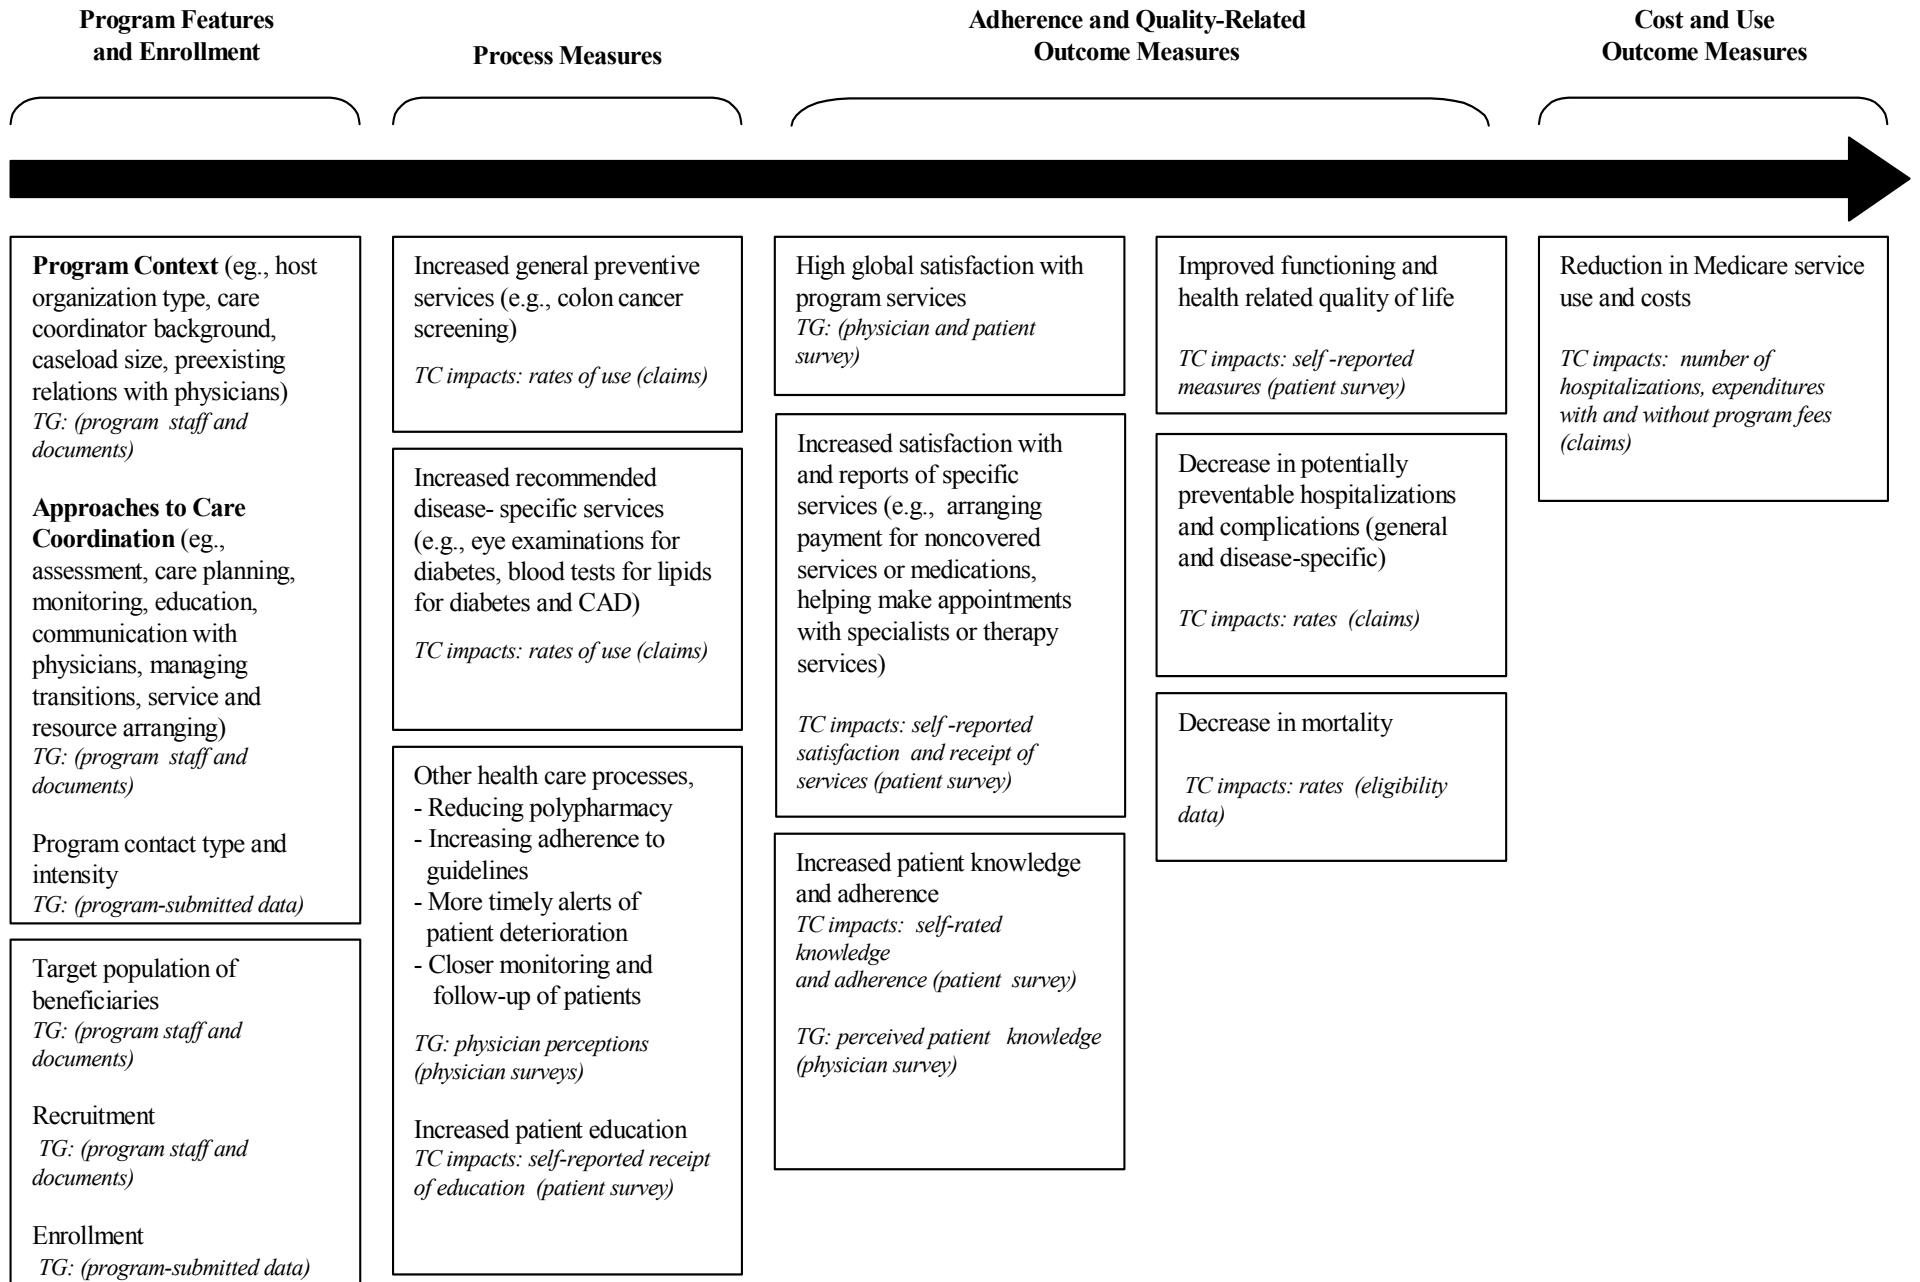 Program Features
and Enrollment
Process Measures
Adherence and Quality-Related
Outcome Measures
Cost and Use
Outcome Measures
Program Context (eg., host
organization type, care
coordinator background,
caseload size, preexisting
relations with physicians)
TG: (program staff and
documents)
Approaches to Care
Coordination (eg.,
assessment, care planning,
monitoring, education,
communication with
physicians, managing
transitions, service and
resource arranging)
TG: (program staff and
documents)
Program contact type and
intensity
TG: (program-submitted data)
Target population of
beneficiaries
TG: (program staff and
documents)
Recruitment
TG: (program staff and
documents)
Enrollment
TG: (program-submitted data)
Increased general preventive
services (e.g., colon cancer
screening)
TC impacts: rates of use (claims)
Increased recommended
disease- specific services
(e.g., eye examinations for
diabetes, blood tests for lipids
for diabetes and CAD)
TC impacts: rates of use (claims)
Other health care processes,
- Reducing polypharmacy
- Increasing adherence to
guidelines
- More timely alerts of
patient deterioration
- Closer monitoring and
follow-up of patients
TG: physician perceptions
(physician surveys)
Increased patient education
TC impacts: self-reported receipt
of education (patient survey)
High global satisfaction with
program services
TG: (physician and patient
survey)
Increased satisfaction with
and reports of specific
services (e.g., arranging
payment for noncovered
services or medications,
helping make appointments
with specialists or therapy
services)
TC impacts: self -reported
satisfaction and receipt of
services (patient survey)
Increased patient knowledge
and adherence
TC impacts: self-rated
knowledge
and adherence (patient survey)
TG: perceived patient knowledge
(physician survey)
Improved functioning and
health related quality of life
TC impacts: self -reported
measures (patient survey)
Decrease in potentially
preventable hospitalizations
and complications (general
and disease-specific)
TC impacts: rates (claims)
Decrease in mortality
TC impacts: rates (eligibility
data)
Reduction in Medicare service
use and costs
TC impacts: number of
hospitalizations, expenditures
with and without program fees
(claims)